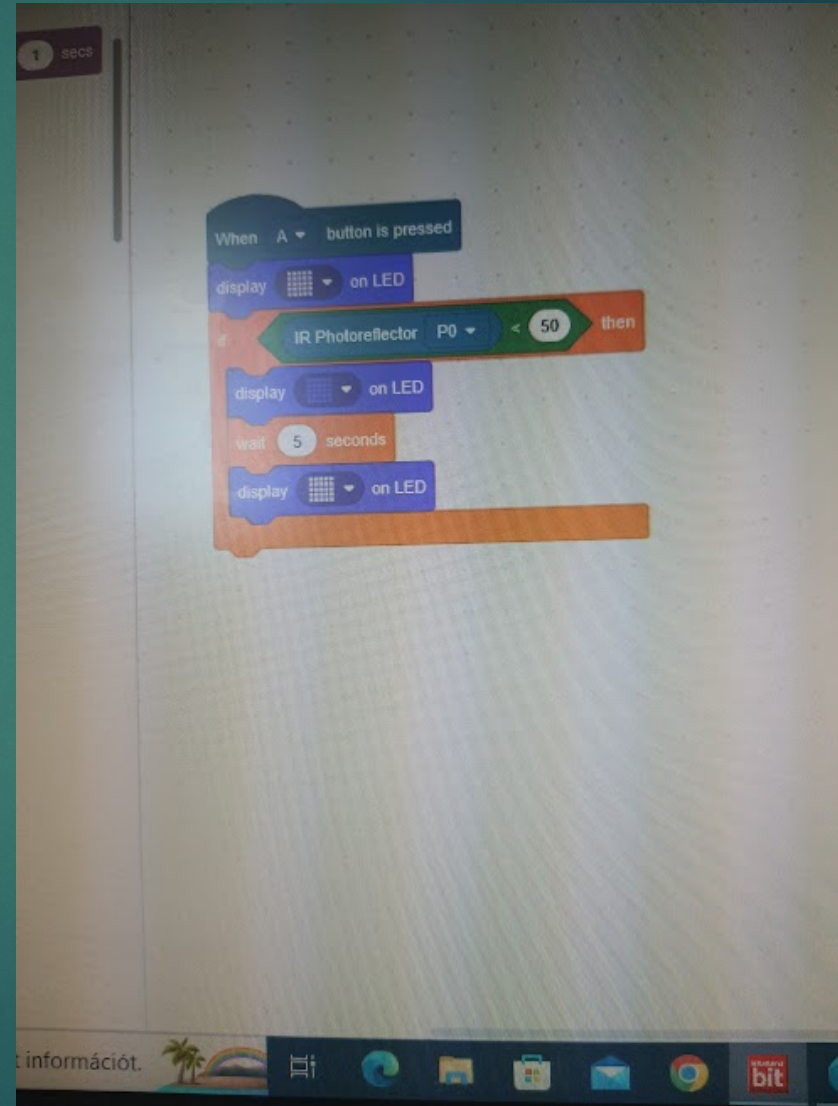 1 secs
When A button is pressed
display on LED
if IR Photoreflector P0 < 50 then
display on LED
wait 5 seconds
display on LED
t információt.
bit